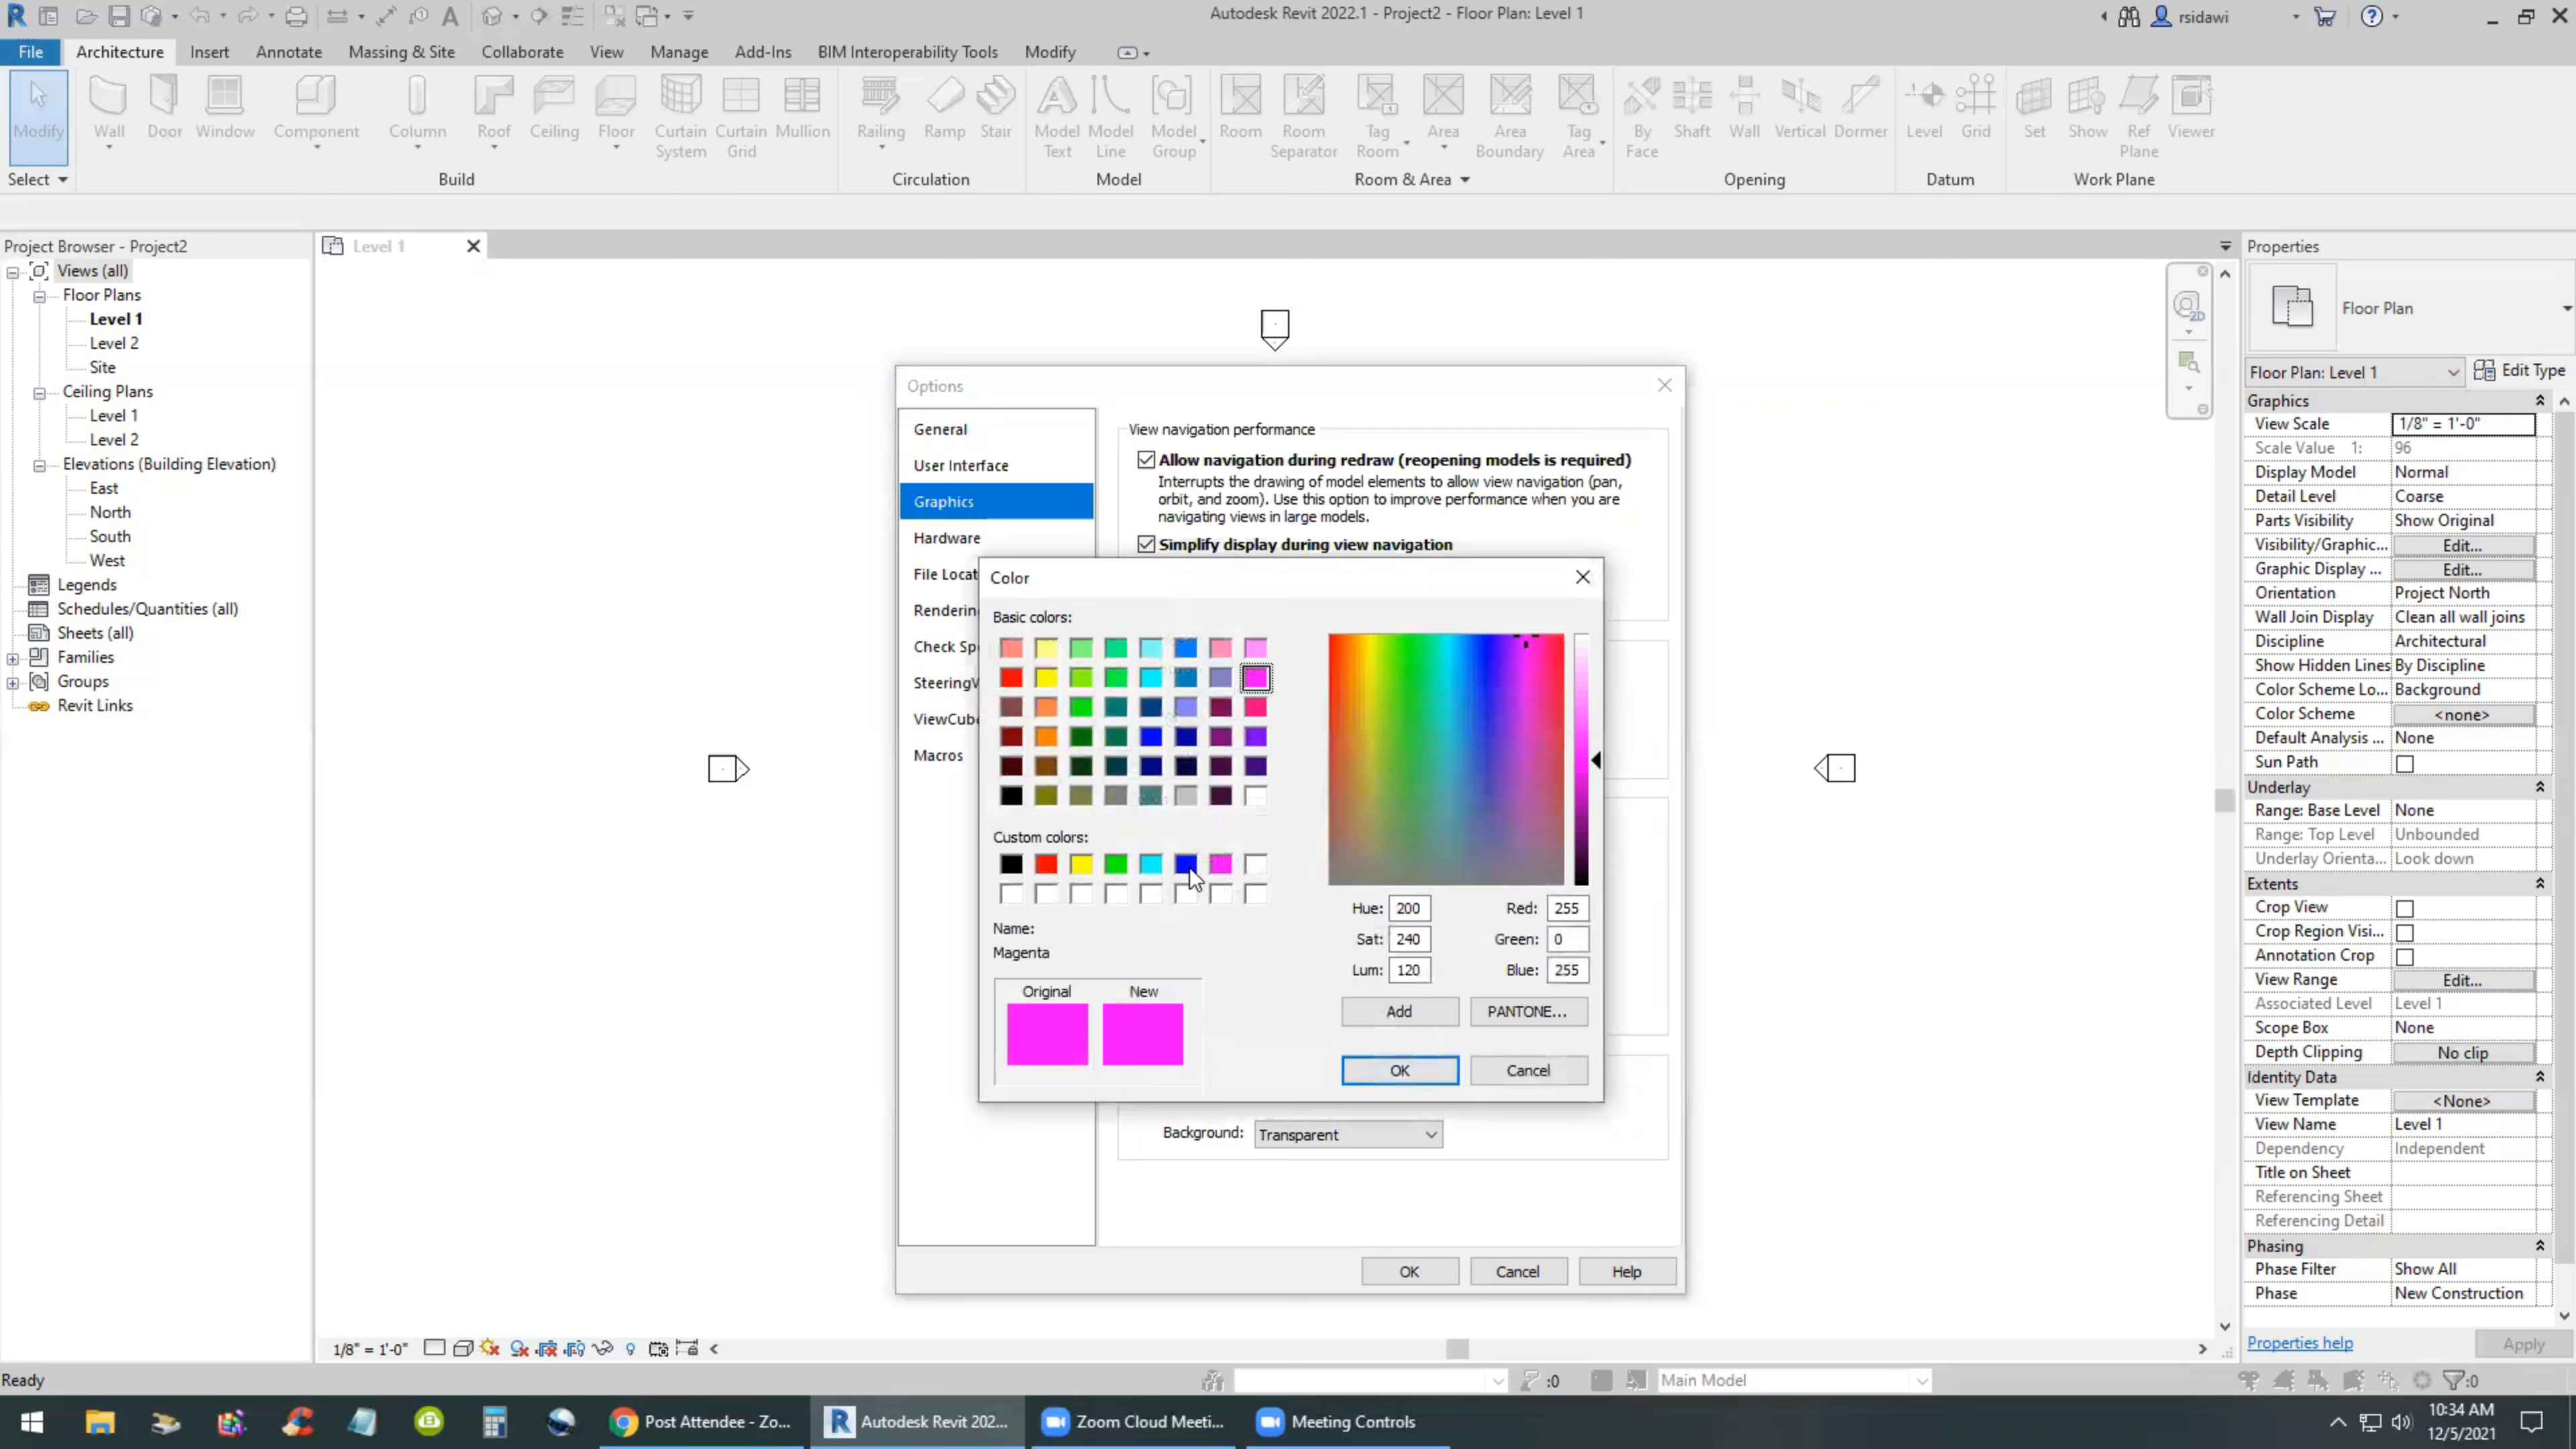 Autodesk Revit 2022.1 - Project2 - Floor Plan: Level 1
rsidawi
File Architecture Insert Annotate Massing & Site Collaborate View Manage Add-Ins BIM Interoperability Tools Modify
Modify Wall Door Window Component Column Roof Ceiling Floor Curtain System Curtain Grid Mullion Railing Ramp Stair Model Text Model Line Model Group Room Room Separator Tag Room Area Area Boundary Tag Area By Face Shaft Wall Vertical Dormer Level Grid Set Show Ref Plane Viewer
Select Build Circulation Model Room & Area Opening Datum Work Plane
Project Browser - Project2
Views (all)
Floor Plans
Level 1
Level 2
Site
Ceiling Plans
Level 1
Level 2
Elevations (Building Elevation)
East
North
South
West
Legends
Schedules/Quantities (all)
Sheets (all)
Families
Groups
Revit Links
Level 1
2D
Options
General
User Interface
Graphics
Hardware
File Locat
Rendering
Check Sp
SteeringV
ViewCube
Macros
View navigation performance
Allow navigation during redraw (reopening models is required)
Interrupts the drawing of model elements to allow view navigation (pan,
orbit, and zoom). Use this option to improve performance when you are
navigating views in large models.
Simplify display during view navigation
Color
Basic colors:
Custom colors:
Name:
Magenta
Original New
Hue: 200 Red: 255
Sat: 240 Green: 0
Lum: 120 Blue: 255
Add PANTONE...
OK Cancel
Background: Transparent
OK Cancel Help
Properties
Floor Plan
Floor Plan: Level 1 Edit Type
Graphics
View Scale 1/8" = 1'-0"
Scale Value 1: 96
Display Model Normal
Detail Level Coarse
Parts Visibility Show Original
Visibility/Graphic... Edit...
Graphic Display ... Edit...
Orientation Project North
Wall Join Display Clean all wall joins
Discipline Architectural
Show Hidden Lines By Discipline
Color Scheme Lo... Background
Color Scheme <none>
Default Analysis ... None
Sun Path
Underlay
Range: Base Level None
Range: Top Level Unbounded
Underlay Orienta... Look down
Extents
Crop View
Crop Region Visi...
Annotation Crop
View Range Edit...
Associated Level Level 1
Scope Box None
Depth Clipping No clip
Identity Data
View Template <None>
View Name Level 1
Dependency Independent
Title on Sheet
Referencing Sheet
Referencing Detail
Phasing
Phase Filter Show All
Phase New Construction
Properties help Apply
1/8" = 1'-0"
Ready :0 Main Model :0
Post Attendee - Zo... Autodesk Revit 202... Zoom Cloud Meeti... Meeting Controls
10:34 AM
12/5/2021